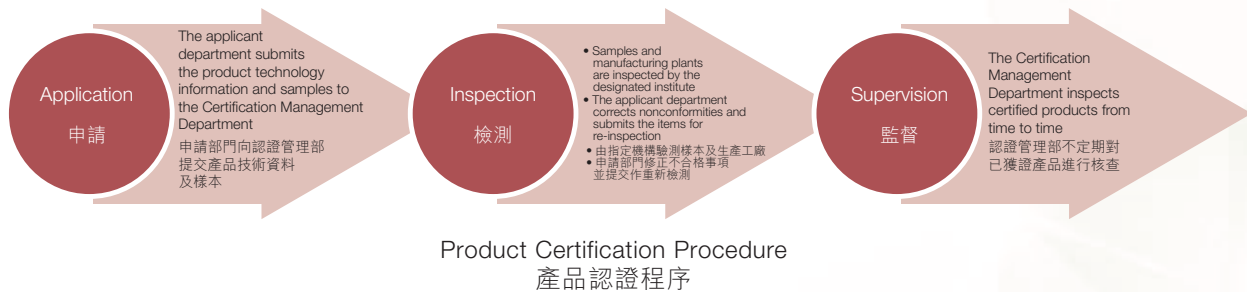 Application
申請
The applicant
department submits
the product technology
information and samples to
the Certification Management
Department
申請部門向認證管理部
提交產品技術資料
及樣本
Inspection
檢測
• Samples and
manufacturing plants
are inspected by the
designated institute
• The applicant department
corrects nonconformities and
submits the items for
re-inspection
• 由指定機構驗測樣本及生產工廠
• 申請部門修正不合格事項
並提交作重新檢測
Supervision
監督
The Certification
Management
Department inspects
certified products from
time to time
認證管理部不定期對
已獲證產品進行核查
Product Certification Procedure
產品認證程序